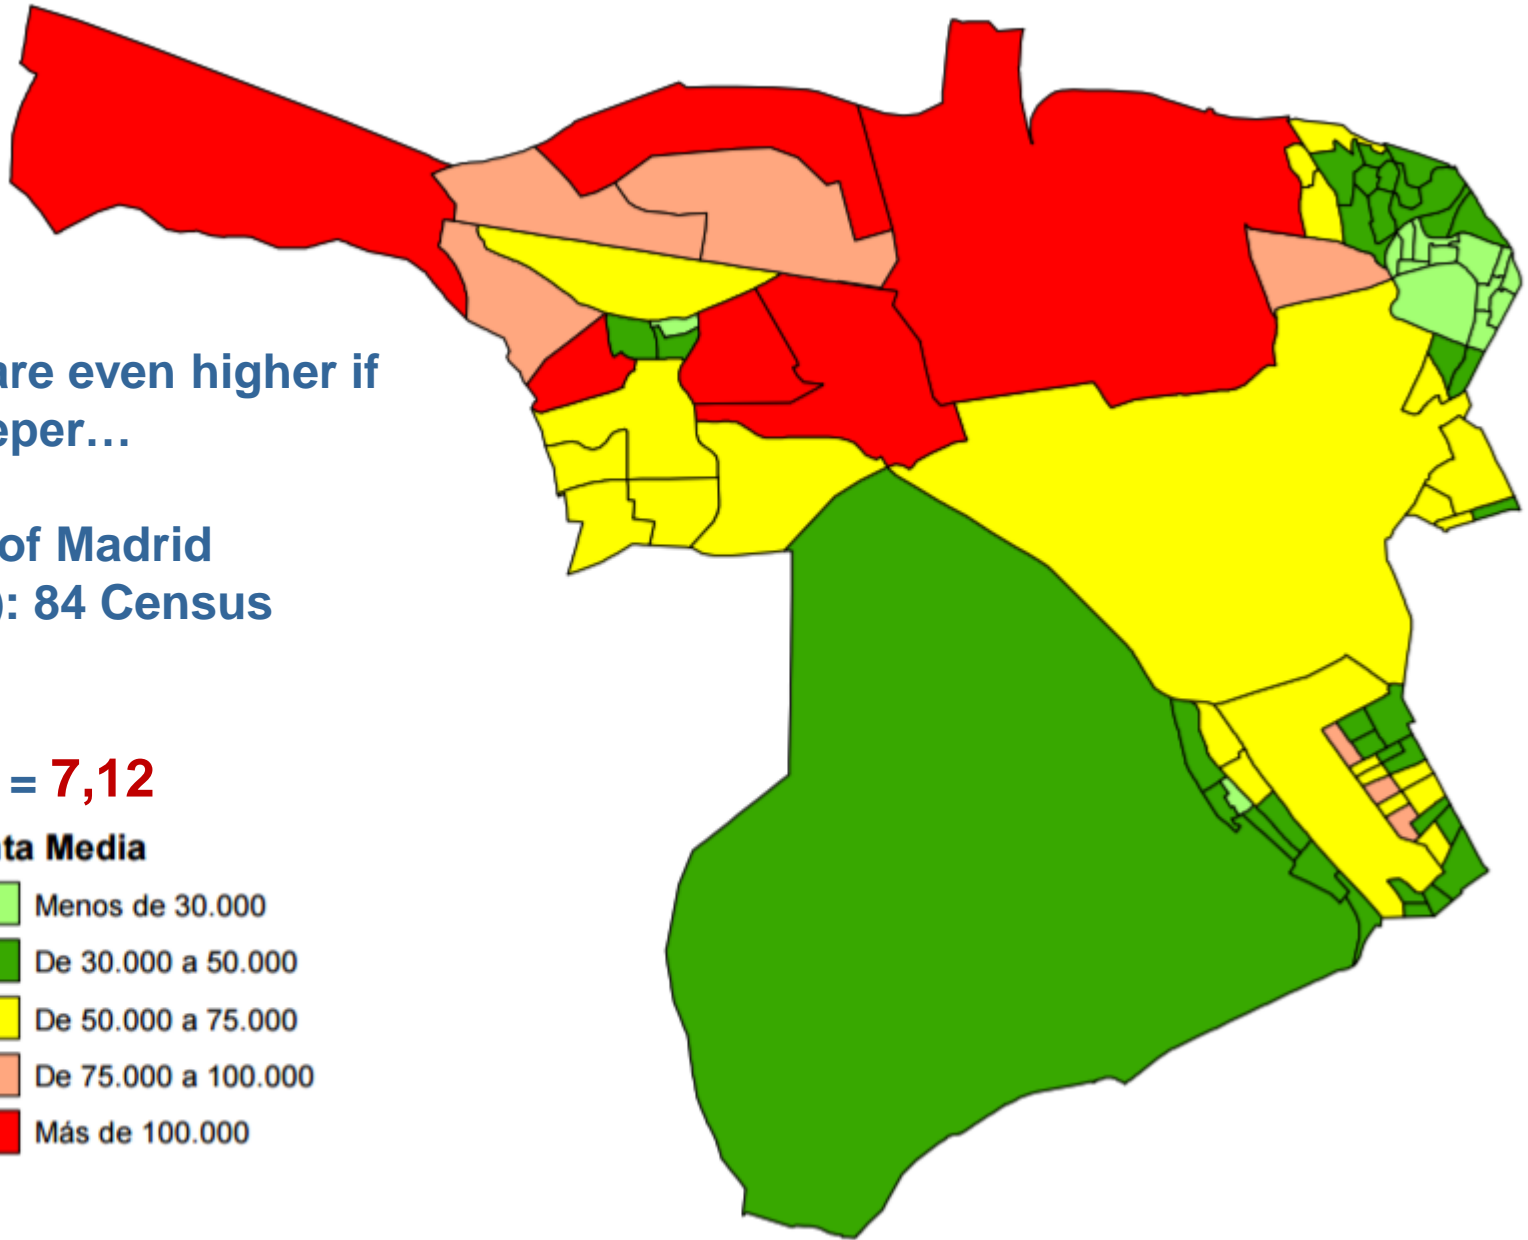 are even higher if
eper…
of Madrid
): 84 Census
= 7,12
ta Media
Menos de 30.000
De 30.000 a 50.000
De 50.000 a 75.000
De 75.000 a 100.000
Más de 100.000